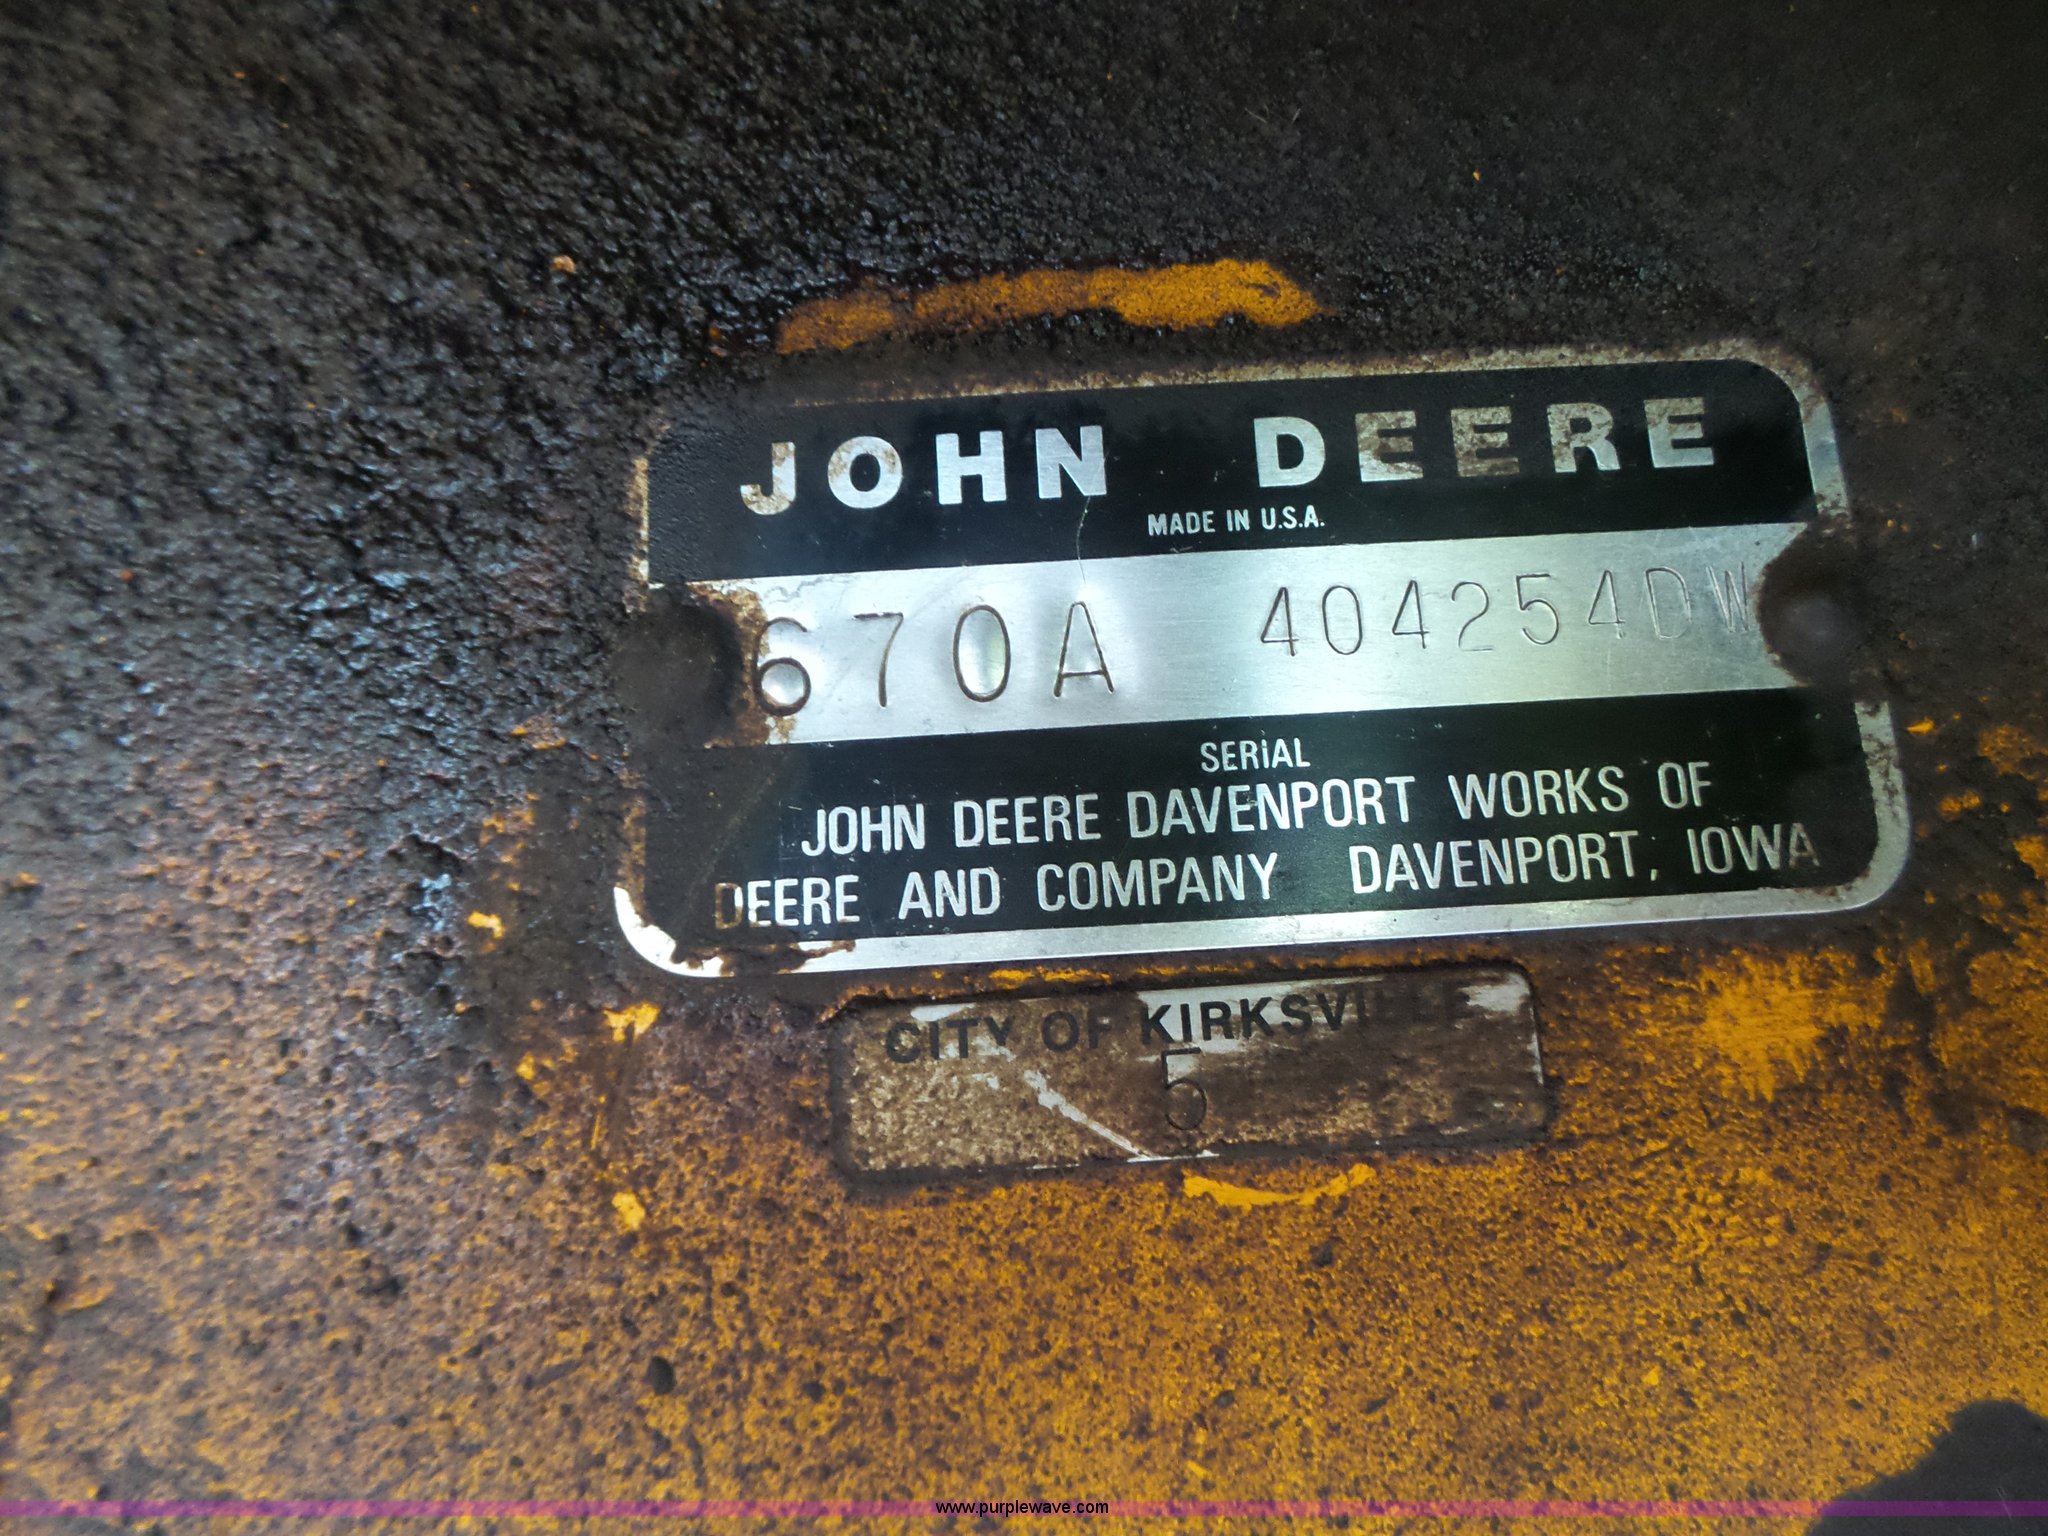 JOHN DEERE
MADE IN U.S.A.
670A 404254DW
SERIAL
JOHN DEERE DAVENPORT WORKS OF
DEERE AND COMPANY DAVENPORT, IOWA
CITY OF KIRKSVILLE
5
www.purplewave.com